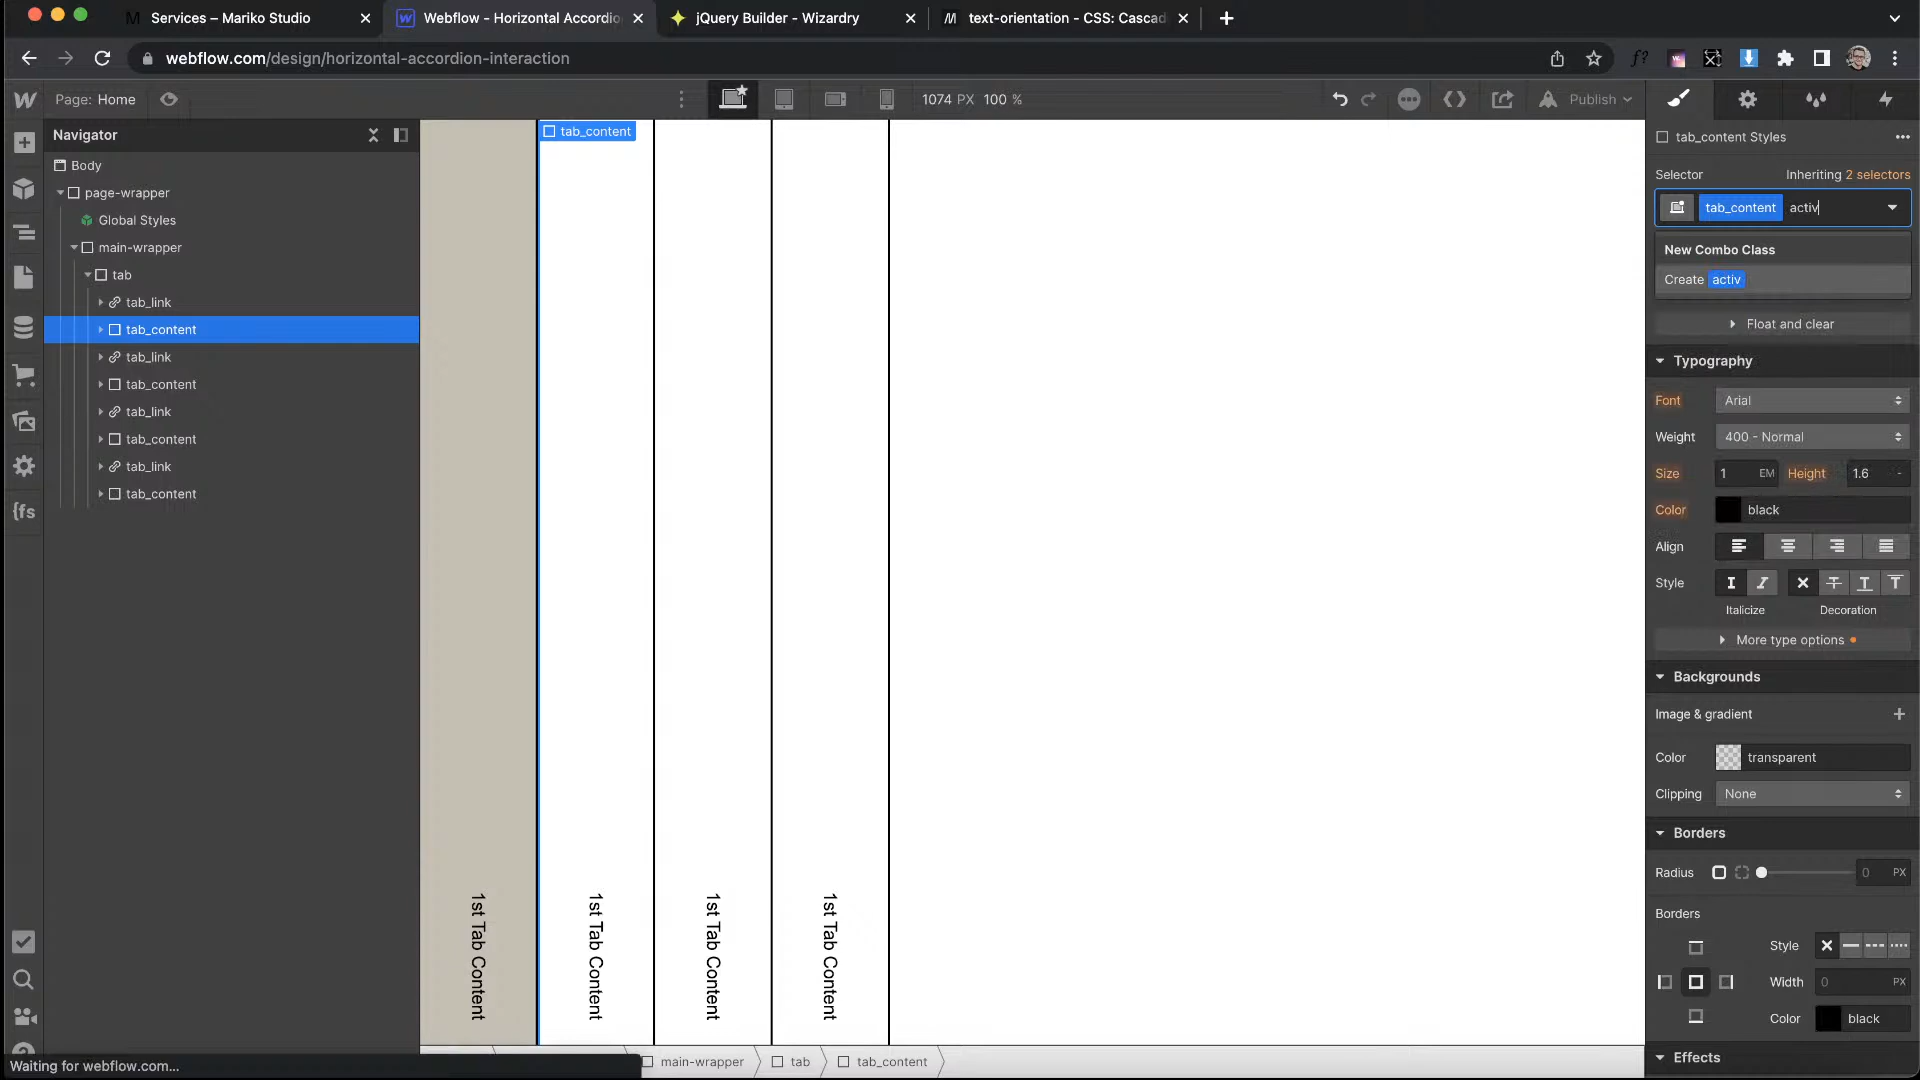 Services – Mariko Studio
Webflow - Horizontal Accordio
jQuery Builder - Wizardry
text-orientation - CSS: Cascad
webflow.com/design/horizontal-accordion-interaction
Page: Home
1074 PX 100 %
Publish
Navigator
Body
page-wrapper
Global Styles
main-wrapper
tab
tab_link
tab_content
tab_link
tab_content
tab_link
tab_content
tab_link
tab_content
{fs
tab_content
1st Tab Content
1st Tab Content
1st Tab Content
1st Tab Content
tab_content Styles
Selector
Inheriting 2 selectors
tab_content activ
New Combo Class
Create activ
Float and clear
Typography
Font Arial
Weight 400 - Normal
Size 1 EM Height 1.6 -
Color black
Align
Style
Italicize Decoration
More type options
Backgrounds
Image & gradient
Color transparent
Clipping None
Borders
Radius 0 PX
Borders
Style
Width 0 PX
Color black
Effects
Waiting for webflow.com...
main-wrapper tab tab_content